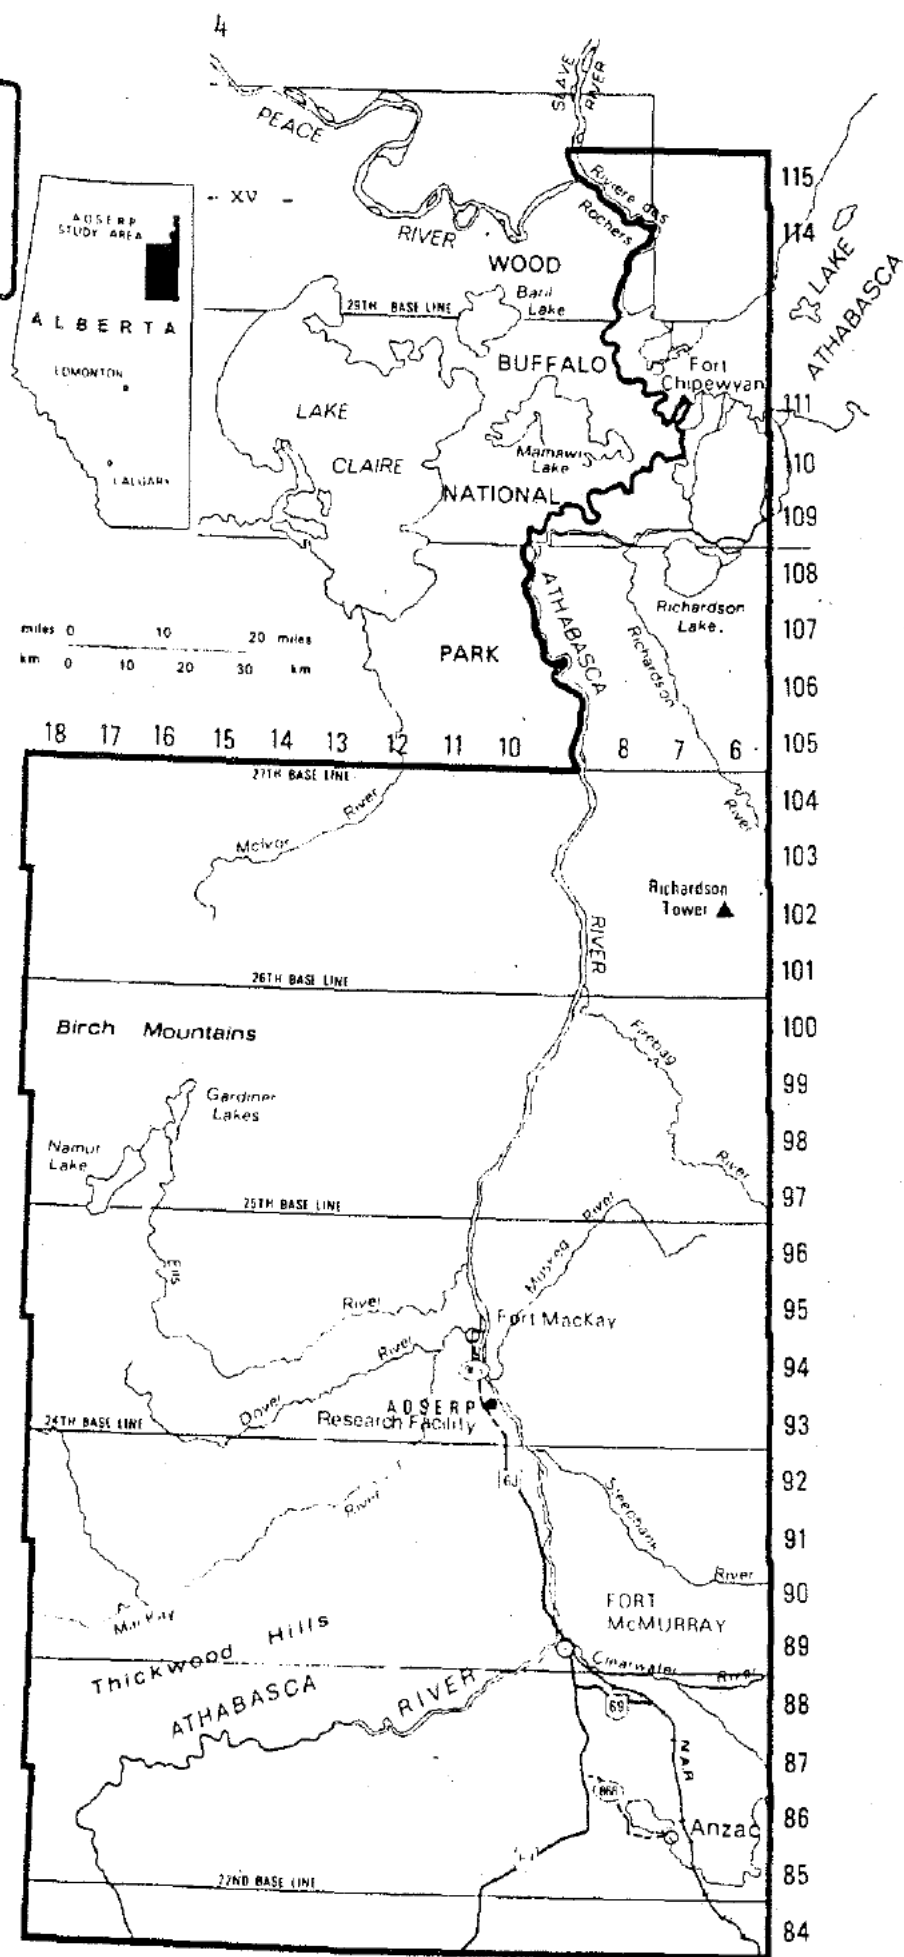 4
SLAVE
RIVER
PEACE
RIVER
115
Riviere des
Rochers
114
XV
AOSERP
STUDY AREA
ALBERTA
EDMONTON
CALGARY
WOOD
Baril
Lake
29TH BASE LINE
LAKE
ATHABASCA
BUFFALO
Fort
Chipewyan
111
LAKE
CLAIRE
Mamawi
Lake
110
NATIONAL
109
108
ATHABASCA
Richardson
Lake.
107
miles 0 10 20 miles
km 0 10 20 30 km
PARK
Richardson
River
106
18 17 16 15 14 13 12 11 10 8 7 6
105
27TH BASE LINE
104
McIvor River
103
Richardson
Tower
102
RIVER
101
26TH BASE LINE
100
Birch Mountains
Firebag
River
99
Gardiner
Lakes
98
Namur
Lake
97
25TH BASE LINE
96
Muskeg River
Ells
River
95
Fort MacKay
94
Dover River
AOSERP
Research Facility
93
24TH BASE LINE
92
63
River
Steepbank
River
91
90
MacKay
FORT
McMURRAY
89
Thickwood Hills
Clearwater River
88
ATHABASCA RIVER
69
87
N.A.R.
86
Anzac
85
22ND BASE LINE
84